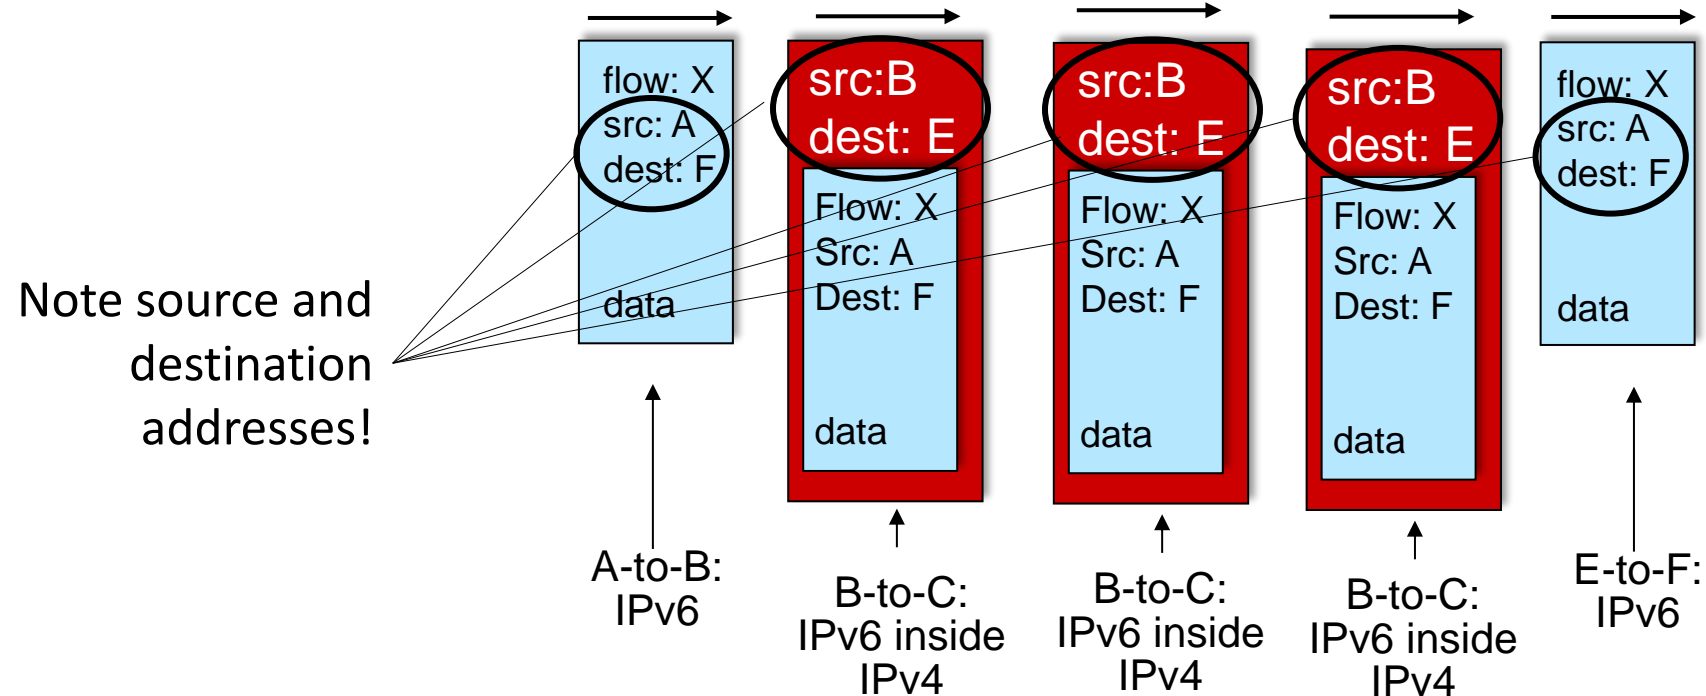 Note source and
destination
addresses!
flow: X
src: A
dest: F
data
A-to-B:
IPv6
src:B
dest: E
Flow: X
Src: A
Dest: F
data
B-to-C:
IPv6 inside
IPv4
src:B
dest: E
Flow: X
Src: A
Dest: F
data
B-to-C:
IPv6 inside
IPv4
src:B
dest: E
Flow: X
Src: A
Dest: F
data
B-to-C:
IPv6 inside
IPv4
flow: X
src: A
dest: F
data
E-to-F:
IPv6